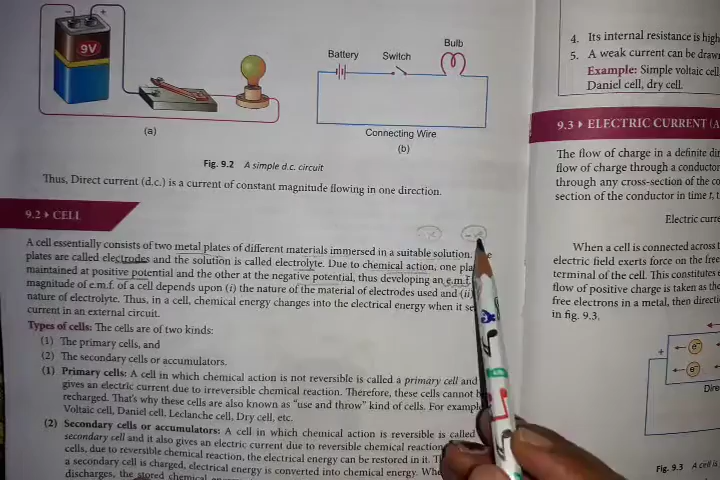 9V
(a)
Battery Switch Bulb
Connecting Wire
(b)
Fig. 9.2 A simple d.c. circuit
Thus, Direct current (d.c.) is a current of constant magnitude flowing in one direction.
9.2 CELL
A cell essentially consists of two metal plates of different materials immersed in a suitable solution. The
plates are called electrodes and the solution is called electrolyte. Due to chemical action, one
maintained at positive potential and the other at the negative potential, thus developing an e.m.f.
magnitude of e.m.f. of a cell depends upon (i) the nature of the material of electrodes used and (ii)
nature of electrolyte. Thus, in a cell, chemical energy changes into the electrical energy when it
current in an external circuit.
Types of cells: The cells are of two kinds:
(1) The primary cells, and
(2) The secondary cells or accumulators.
(1) Primary cells: A cell in which chemical action is not reversible is called a primary cell and
gives an electric current due to irreversible chemical reaction. Therefore, these cells cannot
recharged. That's why these cells are also known as "use and throw" kind of cells. For
Voltaic cell, Daniel cell, Leclanche cell, Dry cell, etc.
(2) Secondary cells or accumulators: A cell in which chemical action is reversible is called
secondary cell and it also gives an electric current due to reversible chemical reaction
cells, due to reversible chemical reaction, the electrical energy can be restored in it.
a secondary cell is charged, electrical energy is converted into chemical energy.
discharges, the stored chemical
4. Its internal resistance is high
5. A weak current can be
Example: Simple voltaic cell
Daniel cell, dry cell.
9.3 ELECTRIC CURRENT
The flow of charge in a definite
flow of charge through a conductor
through any cross-section of the
section of the conductor in time t,
Electric
When a cell is connected across
electric field exerts force on the free
terminal of the cell. This constitutes
flow of positive charge is taken as the
free electrons in a metal, then
in fig. 9.3.
+
e⁻
e⁻
Fig. 9.3 A cell is